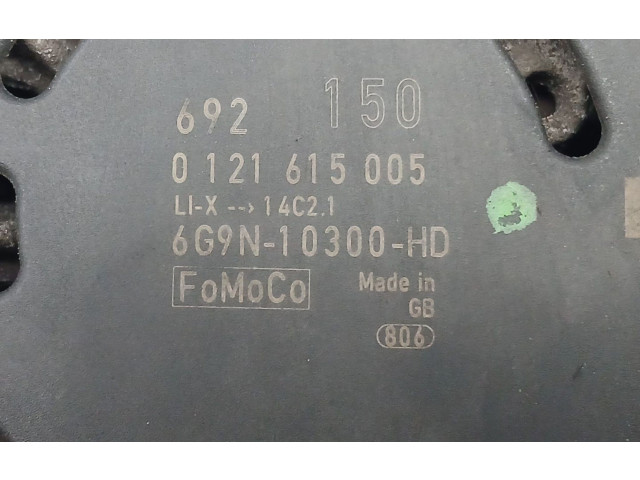 692 150
0 121 615 005
LI-X --→ 14C2.1
6G9N-10300-HD
FoMoCo Made in
GB
806